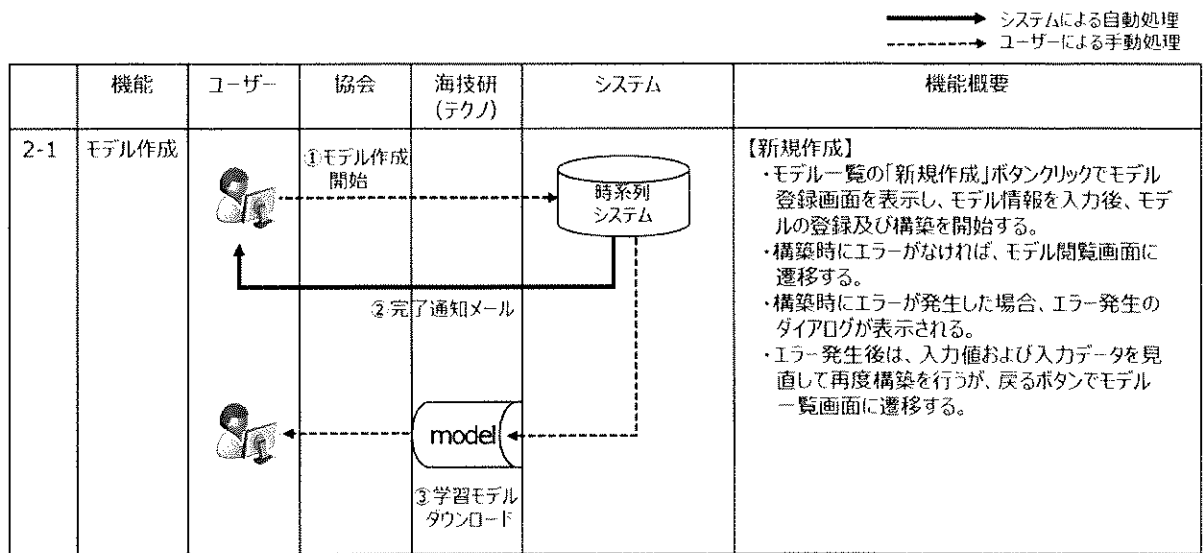 システムによる自動処理
ユーザーによる手動処理
機能
ユーザー
協会
海技研
(テクノ)
システム
機能概要
2-1
モデル作成
①モデル作成
開始
時系列
システム
②完了通知メール
model
③学習モデル
ダウンロード
【新規作成】
・モデル一覧の「新規作成」ボタンクリックでモデル
登録画面を表示し、モデル情報を入力後、モデ
ルの登録及び構築を開始する。
・構築時にエラーがなければ、モデル閲覧画面に
遷移する。
・構築時にエラーが発生した場合、エラー発生の
ダイアログが表示される。
・エラー発生後は、入力値および入力データを見
直して再度構築を行うが、戻るボタンでモデル
一覧画面に遷移する。